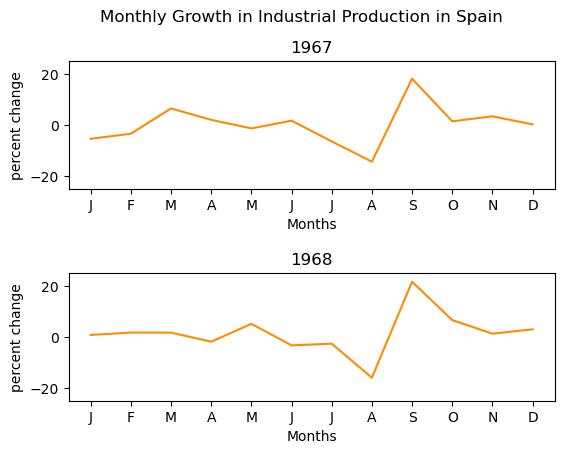 Monthly Growth in Industrial Production in Spain
1967
percent change
20
0
−20
J F M A M J J A S O N D
Months
1968
percent change
20
0
−20
J F M A M J J A S O N D
Months